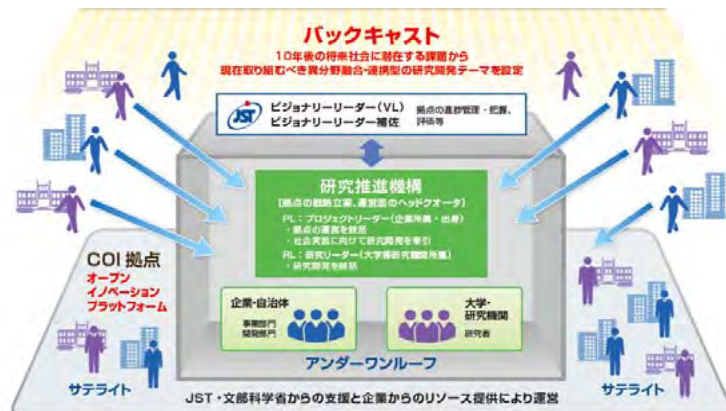 バックキャスト
10年後の将来社会に潜在する課題から
現在取り組むべき異分野融合・連携型の研究開発テーマを設定
JST
ビジョナリーリーダー(VL)
ビジョナリーリーダー補佐
拠点の進捗管理・把握、
評価等
研究推進機構
[拠点の戦略立案、運営面のヘッドクオータ]
PL:プロジェクトリーダー(企業所属・出身)
・拠点の運営を統括
・社会実装に向けて研究開発を牽引
RL:研究リーダー(大学等研究機関所属)
・研究開発を統括
COI 拠点
オープン
イノベーション
プラットフォーム
企業・自治体
事業部門
開発部門
大学・
研究機関
研究者
アンダーワンルーフ
サテライト
サテライト
JST・文部科学省からの支援と企業からのリソース提供により運営